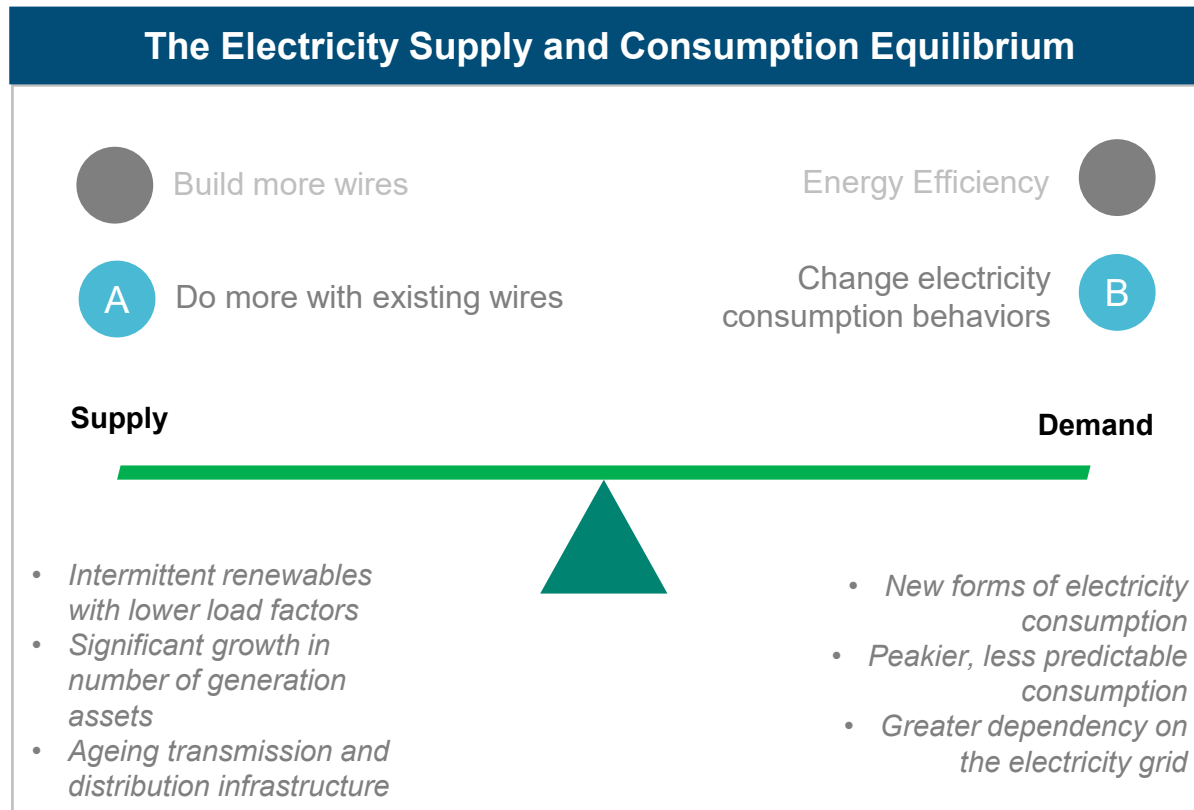 The Electricity Supply and Consumption Equilibrium
Build more wires
Energy Efficiency
A
Do more with existing wires
Change electricity
consumption behaviors
B
Supply
Demand
• Intermittent renewables
with lower load factors
• Significant growth in
number of generation
assets
• Ageing transmission and
distribution infrastructure
• New forms of electricity
consumption
• Peakier, less predictable
consumption
• Greater dependency on
the electricity grid